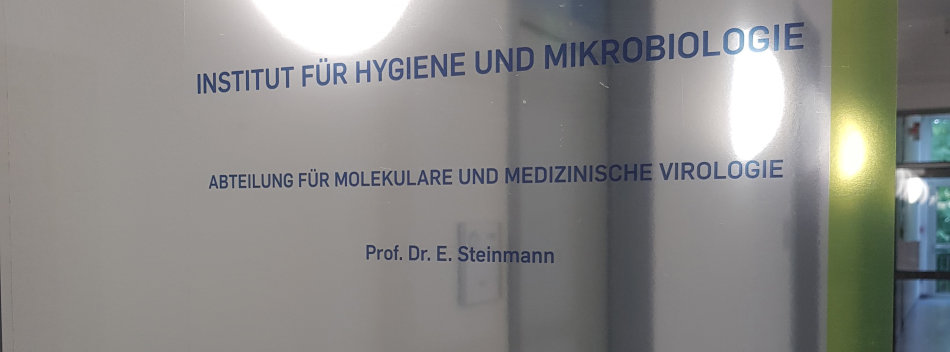 INSTITUT FÜR HYGIENE UND MIKROBIOLOGIE
ABTEILUNG FÜR MOLEKULARE UND MEDIZINISCHE VIROLOGIE
Prof. Dr. E. Steinmann